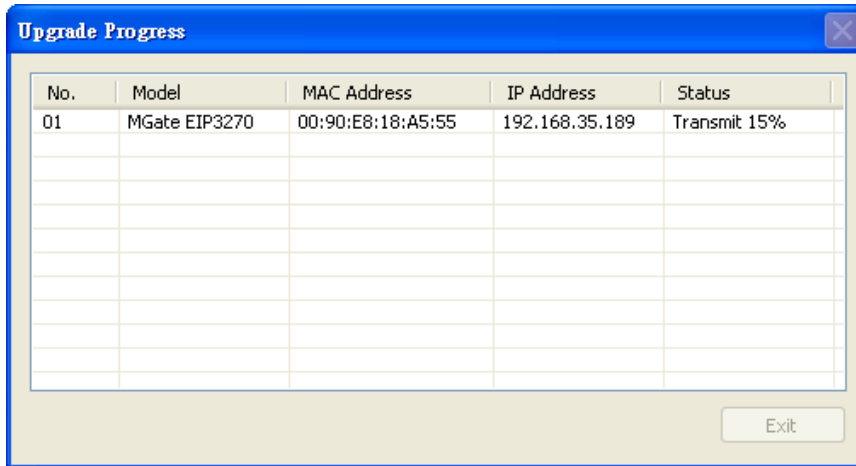 Upgrade Progress
No. Model MAC Address IP Address Status
01 MGate EIP3270 00:90:E8:18:A5:55 192.168.35.189 Transmit 15%
Exit